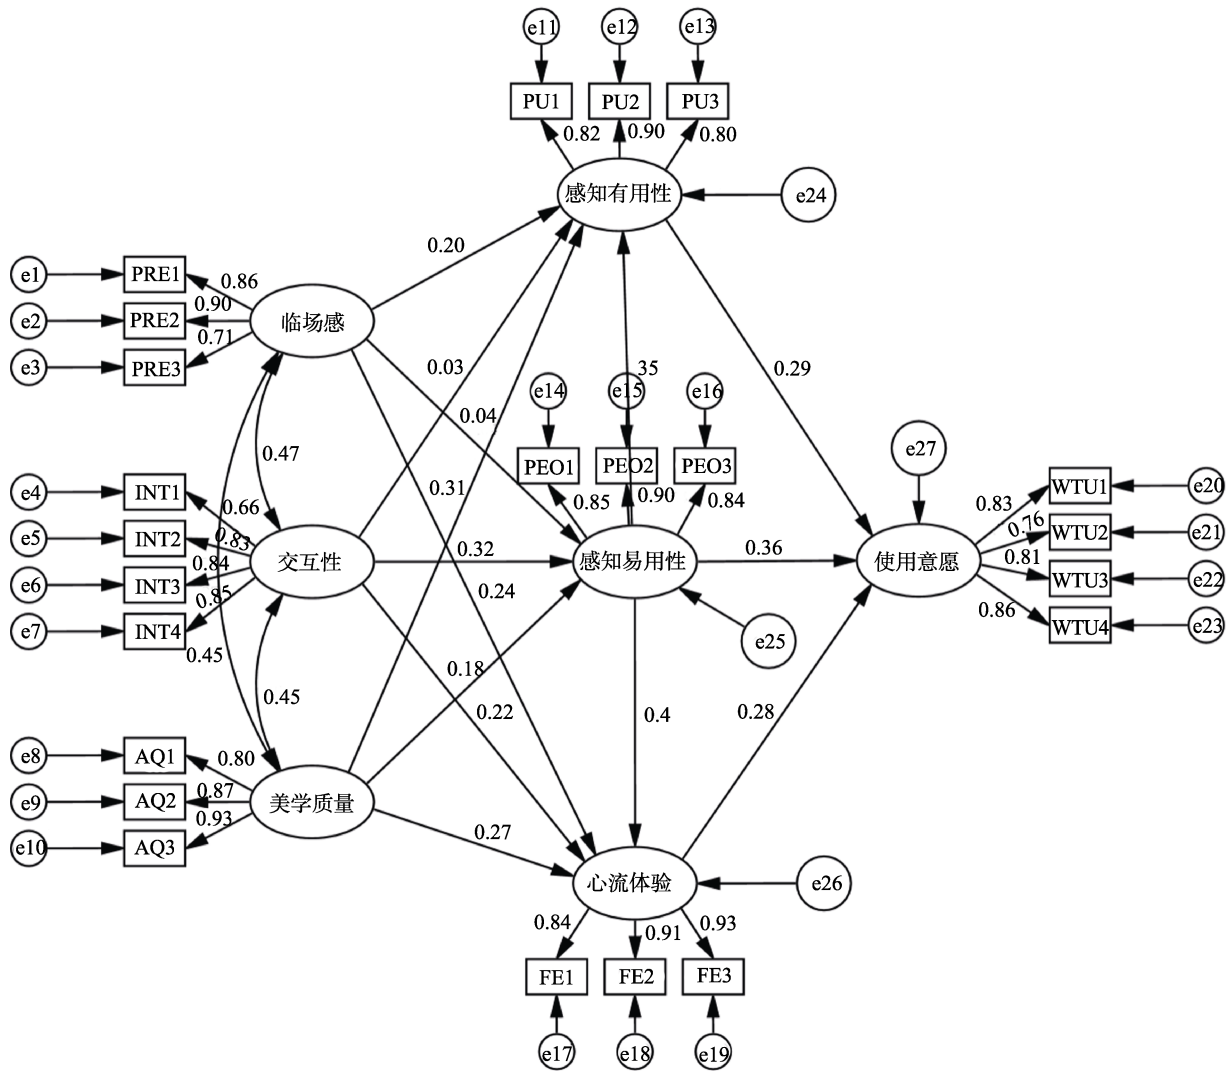 e11 e12 e13
PU1 PU2 PU3
0.82 0.90 0.80
感知有用性 e24
0.20
e1 PRE1 0.86
e2 PRE2 0.90 临场感
e3 PRE3 0.71
0.03 35 0.29
e14 e15 e16
0.04
0.47 PEO1 PEO2 PEO3 e27
0.85 0.90 0.84
0.31
e4 INT1 0.66
e5 INT2 0.83
e6 INT3 0.84 交互性
e7 INT4 0.85
0.32 感知易用性 0.36 使用意愿
0.83 WTU1 e20
0.76 WTU2 e21
0.81 WTU3 e22
0.86 WTU4 e23
0.24
e25
0.45 0.18
0.45 0.22 0.4 0.28
e8 AQ1 0.80
e9 AQ2 0.87 美学质量
e10 AQ3 0.93
0.27
心流体验 e26
0.84 0.91 0.93
FE1 FE2 FE3
e17 e18 e19